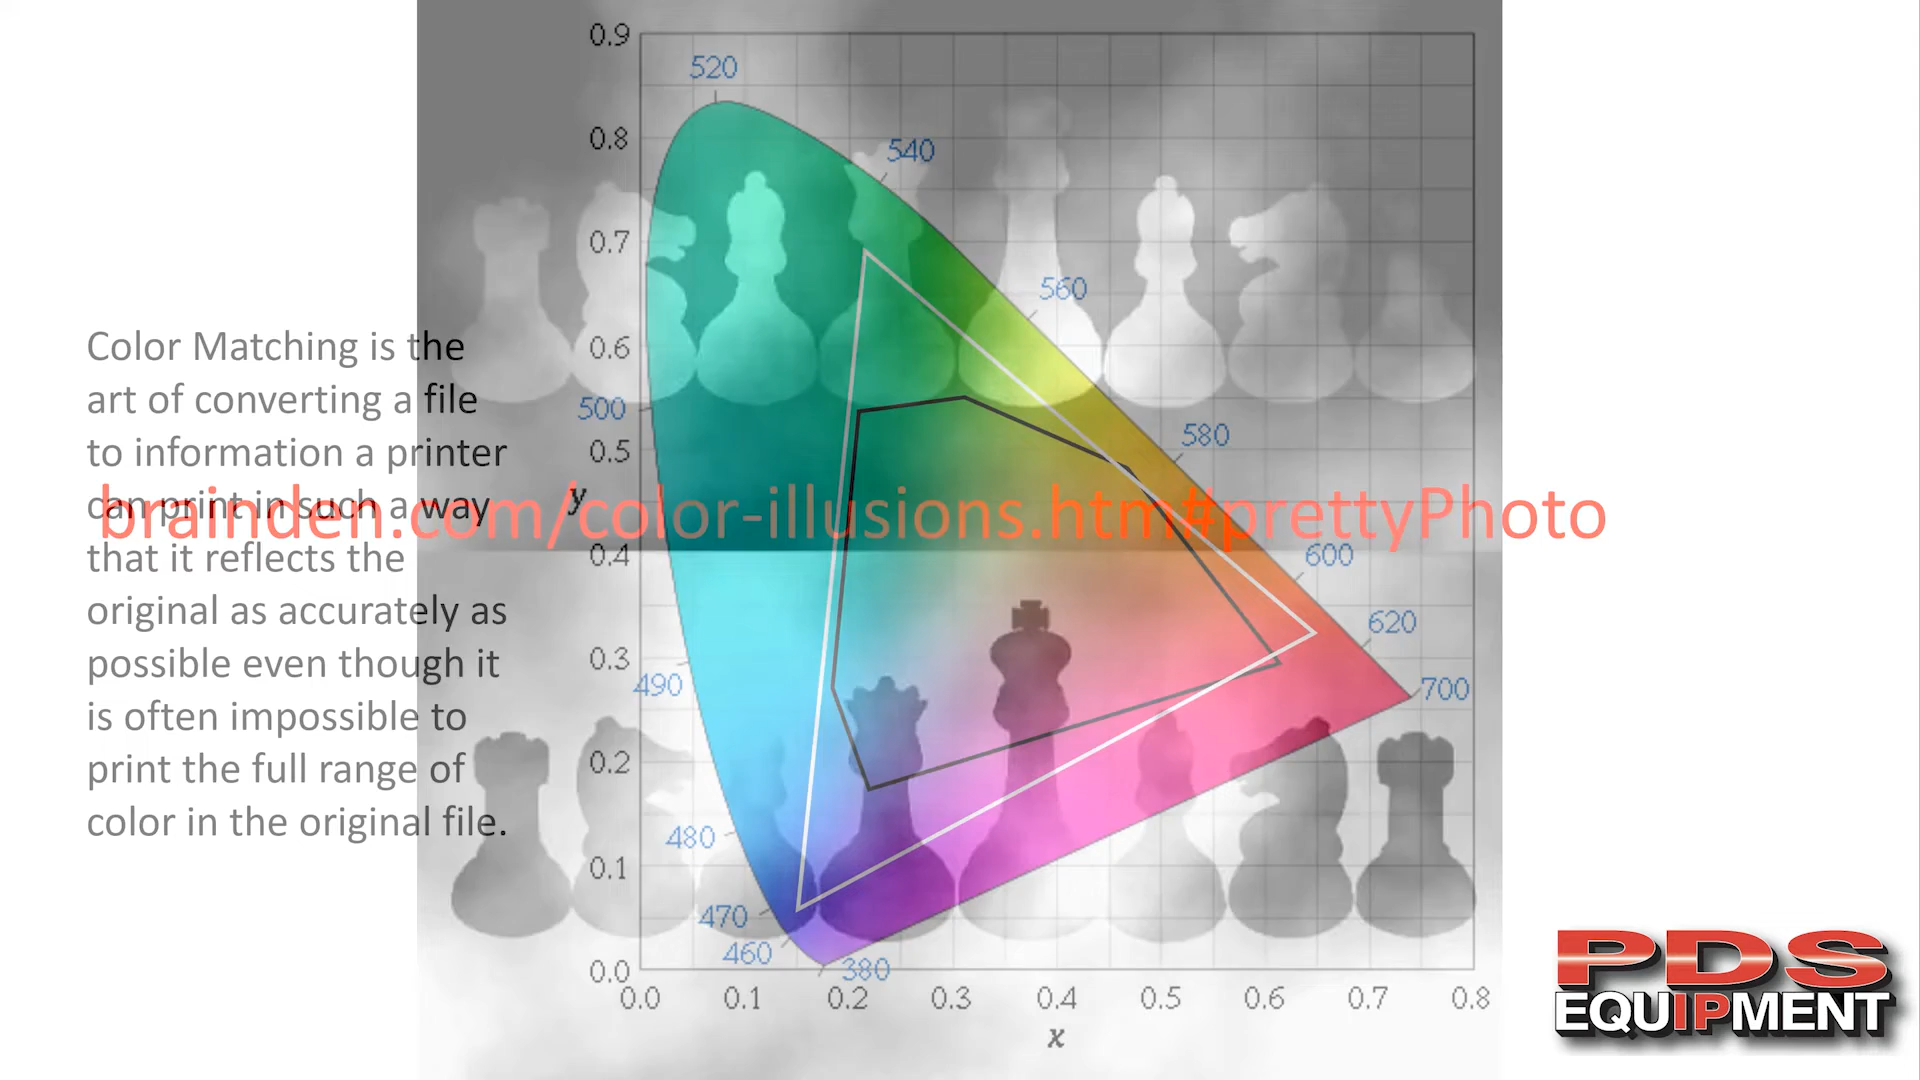 Color Matching is the
art of converting a file
to information a printer
can print in such a way
that it reflects the
original as accurately as
possible even though it
is often impossible to
print the full range of
color in the original file.
brainden.com/color-illusions.htm#prettyPhoto
0.9
0.8
0.7
0.6
0.5
0.4
0.3
0.2
0.1
0.0
y
520
540
560
580
600
620
700
500
490
480
470
460
380
0.0 0.1 0.2 0.3 0.4 0.5 0.6 0.7 0.8
x
PDS
EQUIPMENT